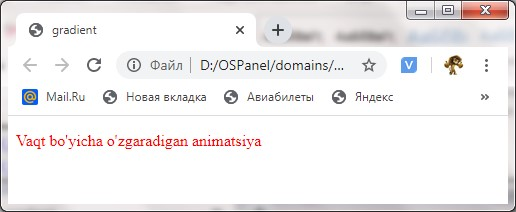 gradient
Файл D:/OSPanel/domains/...
Mail.Ru Новая вкладка Авиабилеты Яндекс
Vaqt bo'yicha o'zgaradigan animatsiya